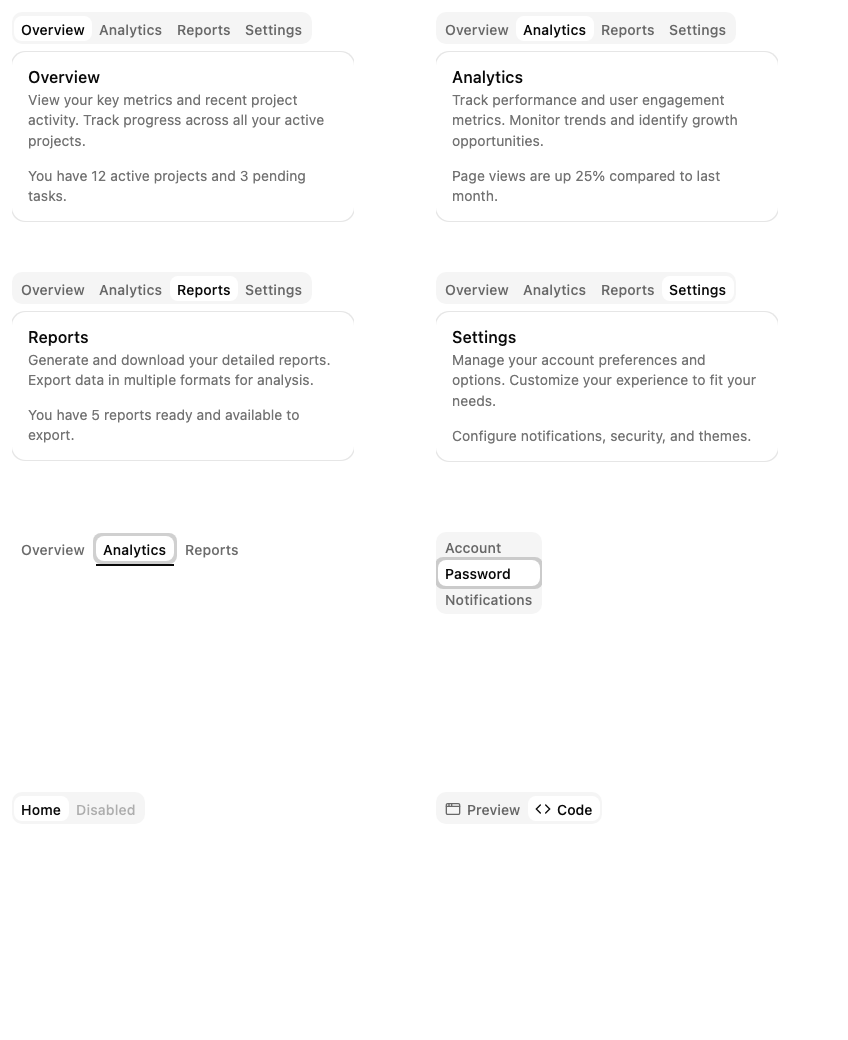 Overview Analytics Reports Settings
Overview
View your key metrics and recent project
activity. Track progress across all your active
projects.
You have 12 active projects and 3 pending
tasks.
Overview Analytics Reports Settings
Analytics
Track performance and user engagement
metrics. Monitor trends and identify growth
opportunities.
Page views are up 25% compared to last
month.
Overview Analytics Reports Settings
Reports
Generate and download your detailed reports.
Export data in multiple formats for analysis.
You have 5 reports ready and available to
export.
Overview Analytics Reports Settings
Settings
Manage your account preferences and
options. Customize your experience to fit your
needs.
Configure notifications, security, and themes.
Overview Analytics Reports
Account
Password
Notifications
Home Disabled
Preview Code